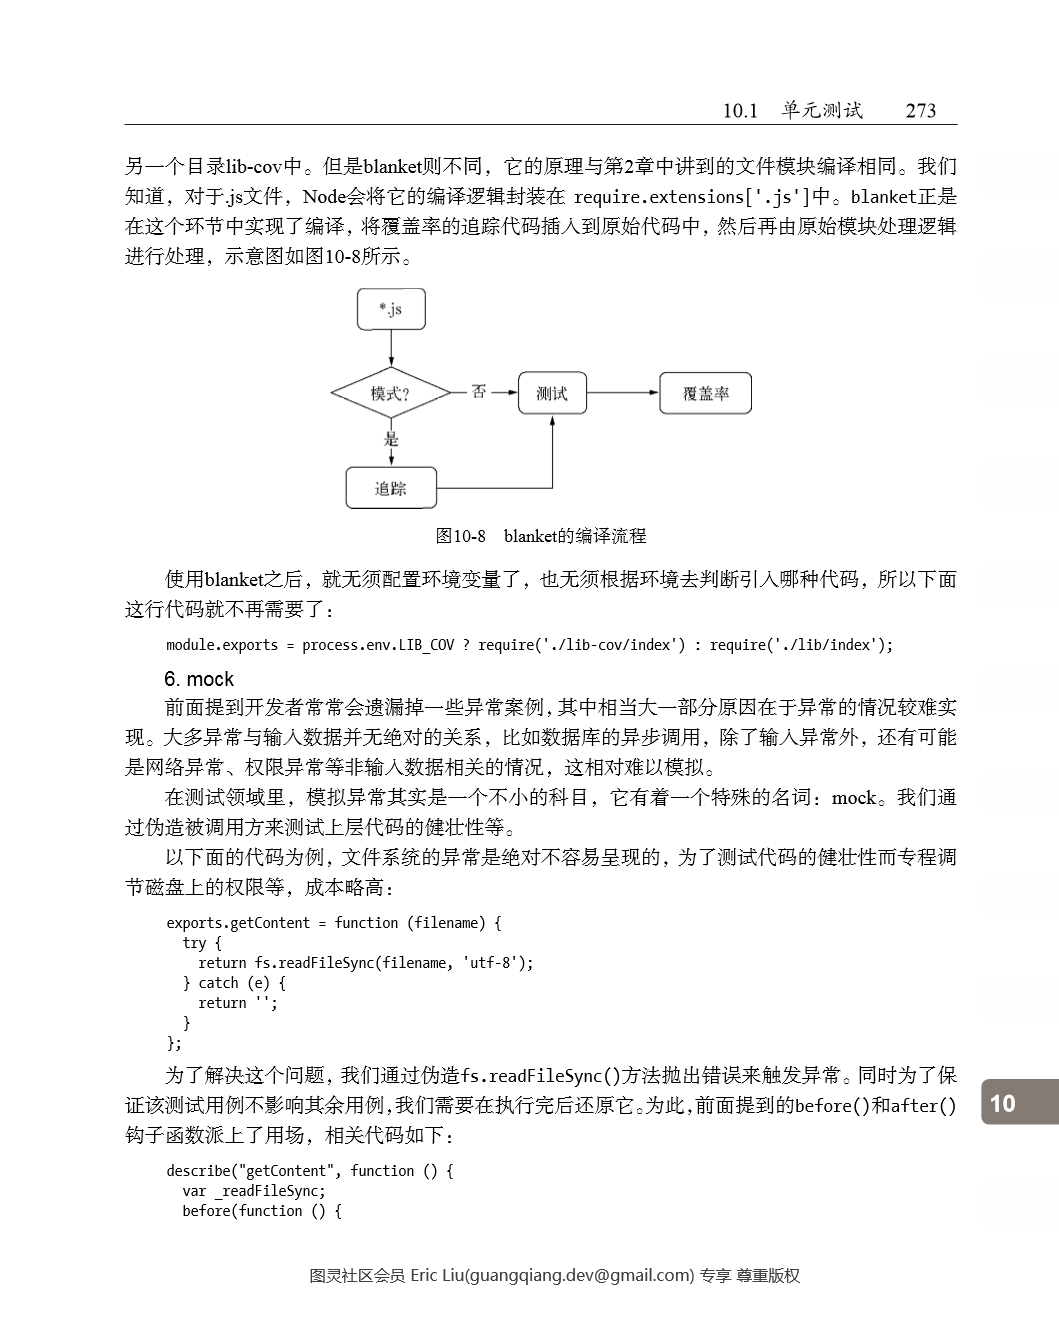 10.1 单元测试 273
另一个目录lib-cov中。但是blanket则不同，它的原理与第2章中讲到的文件模块编译相同。我们
知道，对于.js文件，Node会将它的编译逻辑封装在 require.extensions['.js']中。blanket正是
在这个环节中实现了编译，将覆盖率的追踪代码插入到原始代码中，然后再由原始模块处理逻辑
进行处理，示意图如图10-8所示。
*.js
模式?
否
测试
覆盖率
是
追踪
图10-8 blanket的编译流程
使用blanket之后，就无须配置环境变量了，也无须根据环境去判断引入哪种代码，所以下面
这行代码就不再需要了：
module.exports = process.env.LIB_COV ? require('./lib-cov/index') : require('./lib/index');
6. mock
前面提到开发者常常会遗漏掉一些异常案例，其中相当大一部分原因在于异常的情况较难实
现。大多异常与输入数据并无绝对的关系，比如数据库的异步调用，除了输入异常外，还有可能
是网络异常、权限异常等非输入数据相关的情况，这相对难以模拟。
在测试领域里，模拟异常其实是一个不小的科目，它有着一个特殊的名词：mock。我们通
过伪造被调用方来测试上层代码的健壮性等。
以下面的代码为例，文件系统的异常是绝对不容易呈现的，为了测试代码的健壮性而专程调
节磁盘上的权限等，成本略高：
exports.getContent = function (filename) {
try {
return fs.readFileSync(filename, 'utf-8');
} catch (e) {
return '';
}
};
为了解决这个问题，我们通过伪造fs.readFileSync()方法抛出错误来触发异常。同时为了保
证该测试用例不影响其余用例，我们需要在执行完后还原它。为此，前面提到的before()和after()
钩子函数派上了用场，相关代码如下：
10
describe("getContent", function () {
var _readFileSync;
before(function () {
图灵社区会员 Eric Liu(guangqiang.dev@gmail.com) 专享 尊重版权